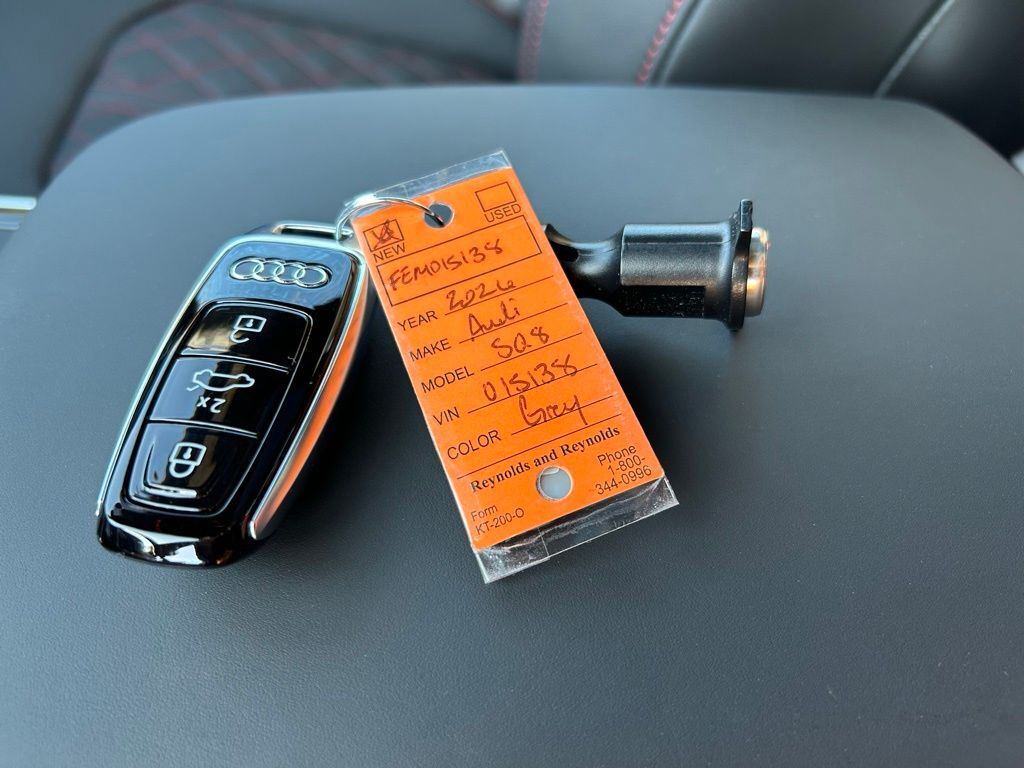 2x
NEW
USED
FEM015138
YEAR 2026
MAKE Audi
MODEL SQ8
VIN 015138
COLOR Grey
Reynolds and Reynolds
Form
KT-200-O
Phone
1-800-
344-0996